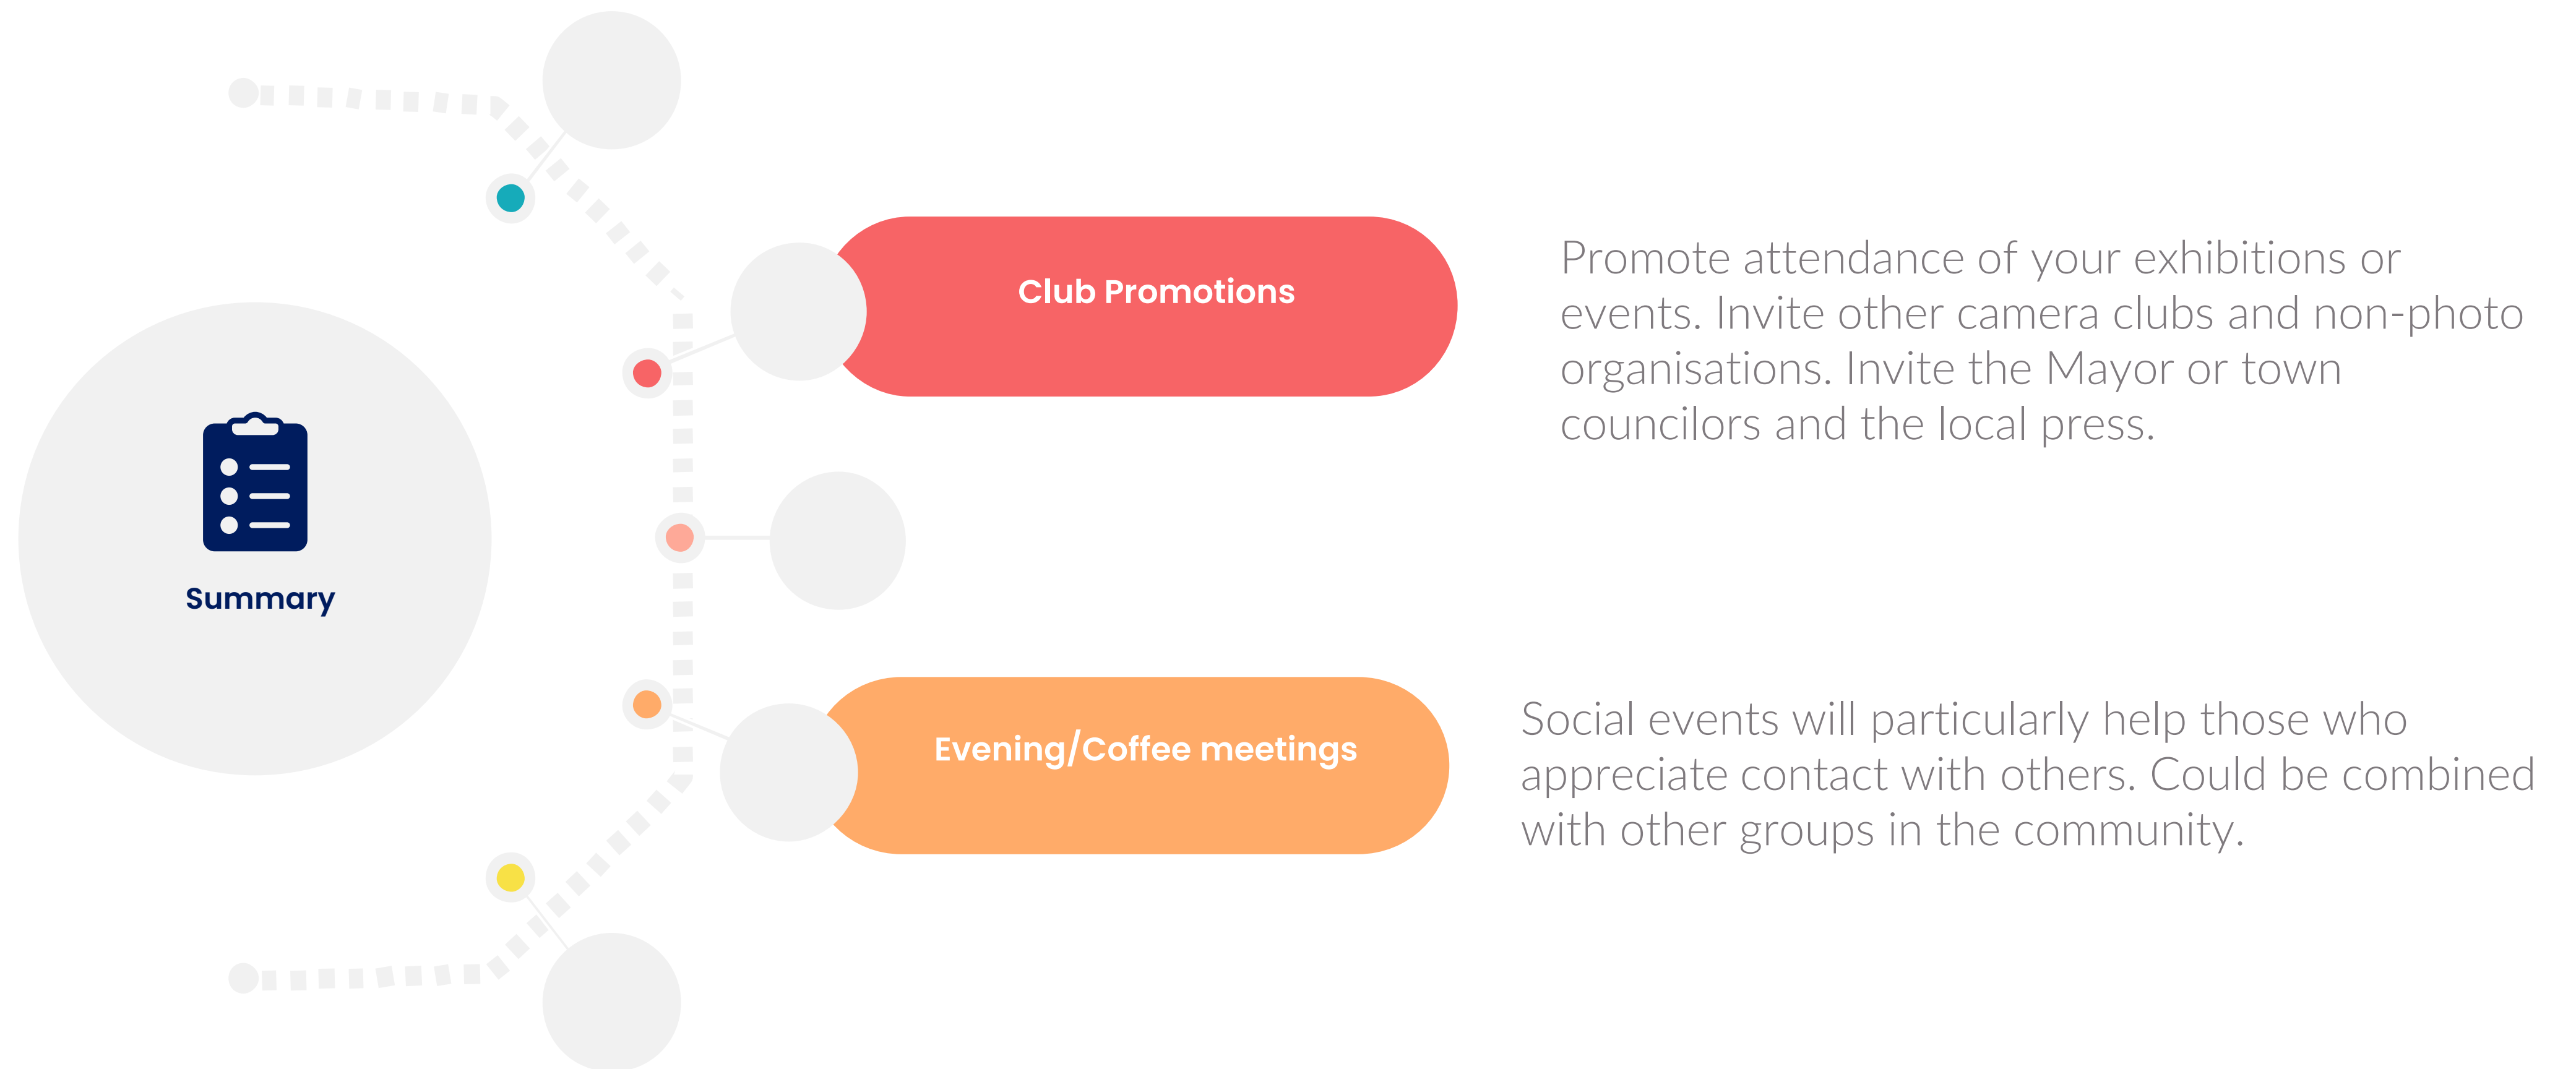 Summary
Club Promotions
Promote attendance of your exhibitions or
events. Invite other camera clubs and non-photo
organisations. Invite the Mayor or town
councilors and the local press.
Evening/Coffee meetings
Social events will particularly help those who
appreciate contact with others. Could be combined
with other groups in the community.